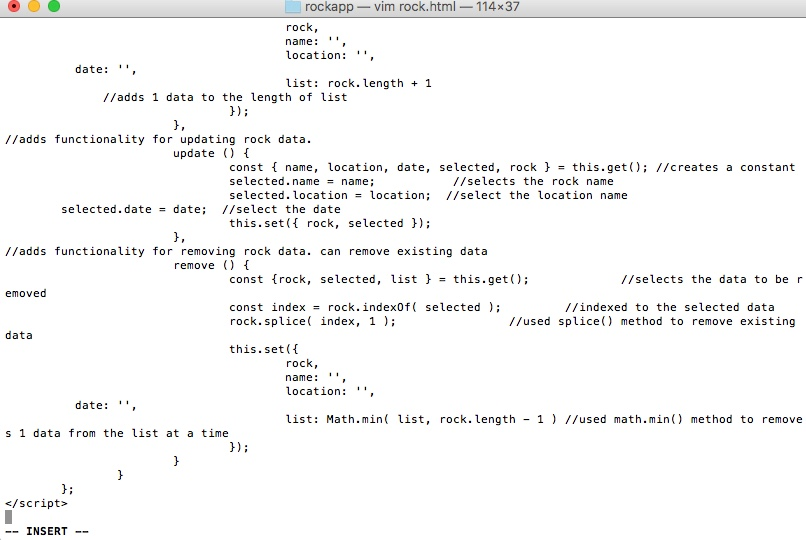 rockapp — vim rock.html — 114×37
rock,
name: '',
location: '',
date: '',
list: rock.length + 1
//adds 1 data to the length of list
});
},
//adds functionality for updating rock data.
update () {
const { name, location, date, selected, rock } = this.get(); //creates a constant
selected.name = name; //selects the rock name
selected.location = location; //select the location name
selected.date = date; //select the date
this.set({ rock, selected });
},
//adds functionality for removing rock data. can remove existing data
remove () {
const {rock, selected, list } = this.get(); //selects the data to be r
emoved
const index = rock.indexOf( selected ); //indexed to the selected data
rock.splice( index, 1 ); //used splice() method to remove existing
data
this.set({
rock,
name: '',
location: '',
date: '',
list: Math.min( list, rock.length - 1 ) //used math.min() method to remove
s 1 data from the list at a time
});
}
}
};
</script>
-- INSERT --